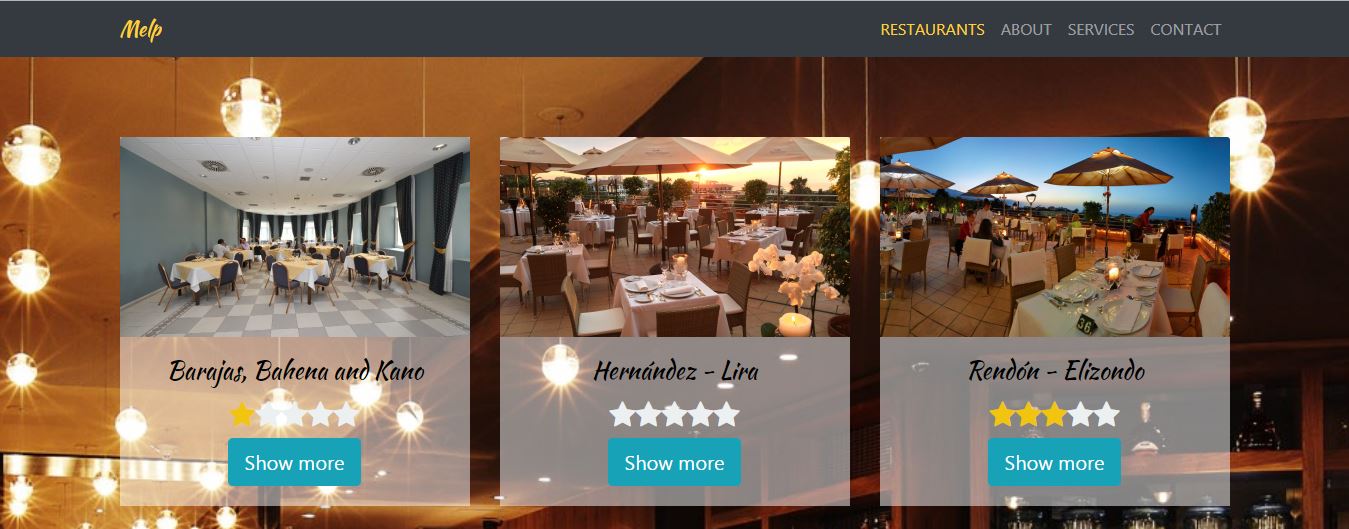 Melp
RESTAURANTS ABOUT SERVICES CONTACT
Barajas, Bahena and Kano
Hernández - Lira
Rendón - Elizondo
Show more
Show more
Show more
36